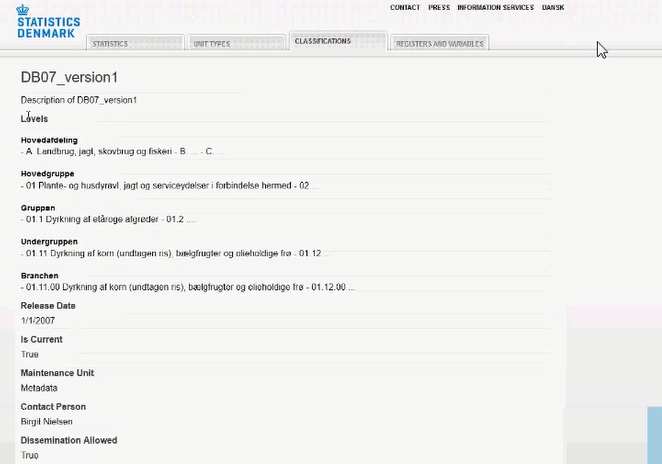 CONTACT PRESS INFORMATION SERVICES DANSK
STATISTICS
DENMARK
STATISTICS UNIT TYPES CLASSIFICATIONS REGISTERS AND VARIABLES
DB07_version1
Description of DB07_version1
Levels
Hovedafdeling
- A. Landbrug, jagt, skovbrug og fiskeri - B. ... - C. ...
Hovedgruppe
- 01 Plante- og husdyravl, jagt og serviceydelser i forbindelse hermed - 02 ...
Gruppen
- 01.1 Dyrkning af etåroge afgrøder - 01.2 ....
Undergruppen
- 01.11 Dyrkning af korn (undtagen ris), bælgfrugter og olieholdige frø - 01.12 ...
Branchen
- 01.11.00 Dyrkning af korn (undtagen ris), bælgfrugter og olieholdige frø - 01.12.00 ...
Release Date
1/1/2007
Is Current
True
Maintenance Unit
Metadata
Contact Person
Birgit Nielsen
Dissemination Allowed
True